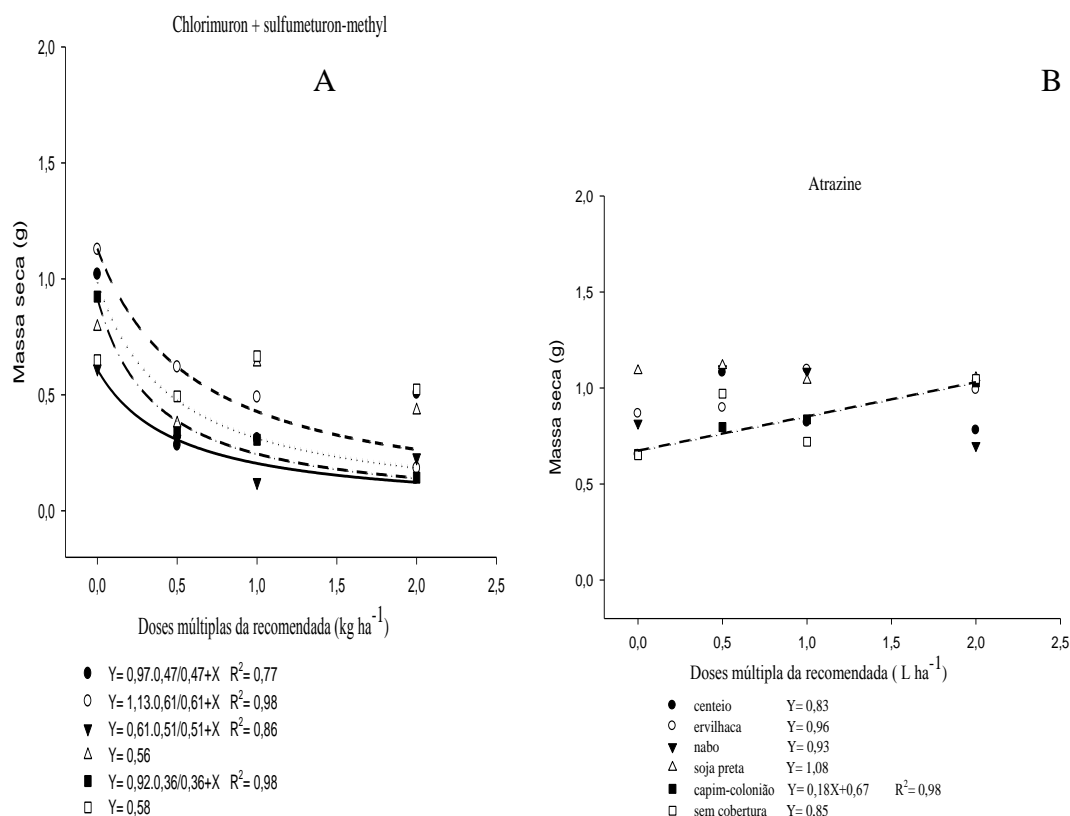 Chlorimuron + sulfumeturon-methyl
A
2,0
1,5
1,0
0,5
0,0
Massa seca (g)
0,0 0,5 1,0 1,5 2,0 2,5
Doses múltiplas da recomendada (kg ha-1)
Y= 0,97.0,47/0,47+X R2= 0,77
Y= 1,13.0,61/0,61+X R2= 0,98
Y= 0,61.0,51/0,51+X R2= 0,86
Y= 0,56
Y= 0,92.0,36/0,36+X R2= 0,98
Y= 0,58
B
Atrazine
2,0
1,5
1,0
0,5
0,0
Massa seca (g)
0,0 0,5 1,0 1,5 2,0 2,5
Doses múltipla da recomendada ( L ha-1)
centeio Y= 0,83
ervilhaca Y= 0,96
nabo Y= 0,93
soja preta Y= 1,08
capim-colonião Y= 0,18X+0,67 R2= 0,98
sem cobertura Y= 0,85